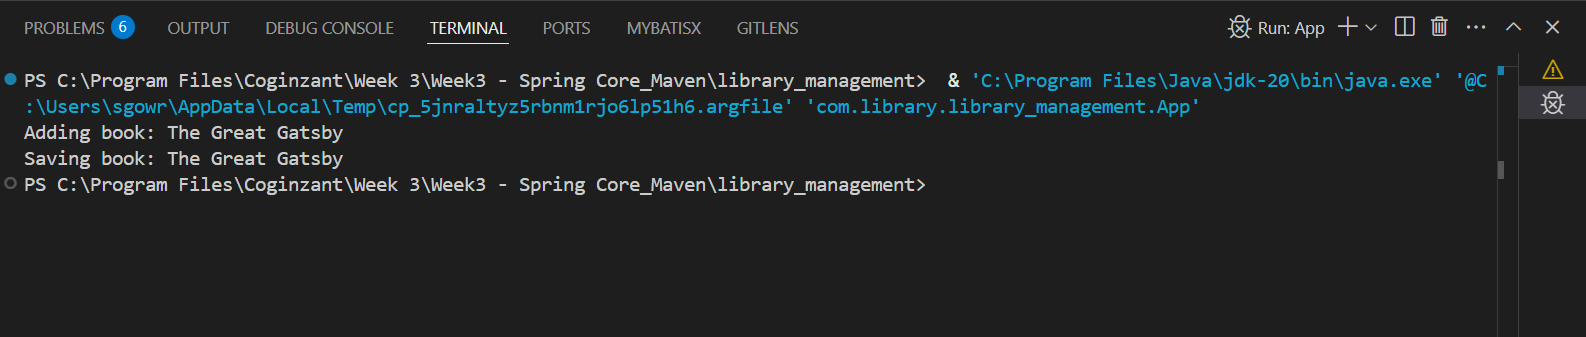 PROBLEMS 6 OUTPUT DEBUG CONSOLE TERMINAL PORTS MYBATISX GITLENS Run: App
PS C:\Program Files\Coginzant\Week 3\Week3 - Spring Core_Maven\library_management>  & 'C:\Program Files\Java\jdk-20\bin\java.exe' '@C
:\Users\sgowr\AppData\Local\Temp\cp_5jnraltyz5rbnm1rjo6lp51h6.argfile' 'com.library.library_management.App'
Adding book: The Great Gatsby
Saving book: The Great Gatsby
PS C:\Program Files\Coginzant\Week 3\Week3 - Spring Core_Maven\library_management>